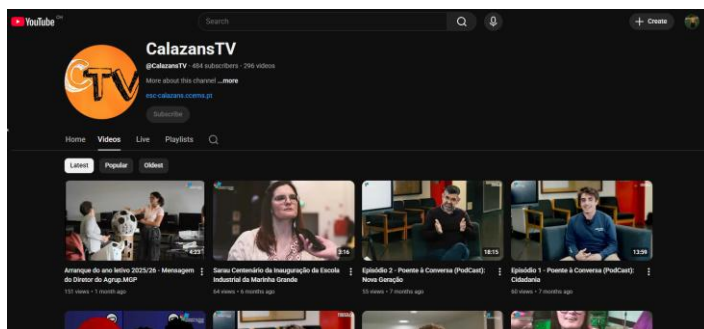 YouTube CH
Search
Create
CTV
CalazansTV
@CalazansTV · 484 subscribers · 296 videos
More about this channel ...more
esc-calazans.ccems.pt
Subscribe
Home Videos Live Playlists
Latest Popular Oldest
4:23
3:16
18:15
13:59
Arranque do ano letivo 2025/26 - Mensagem
do Diretor do Agrup.MGP
131 views • 1 month ago
Sarau Centenário da Inauguração da Escola
Industrial da Marinha Grande
64 views • 6 months ago
Episódio 2 - Poente à Conversa (PodCast):
Nova Geração
55 views • 7 months ago
Episódio 1 - Poente à Conversa (PodCast):
Cidadania
60 views • 7 months ago